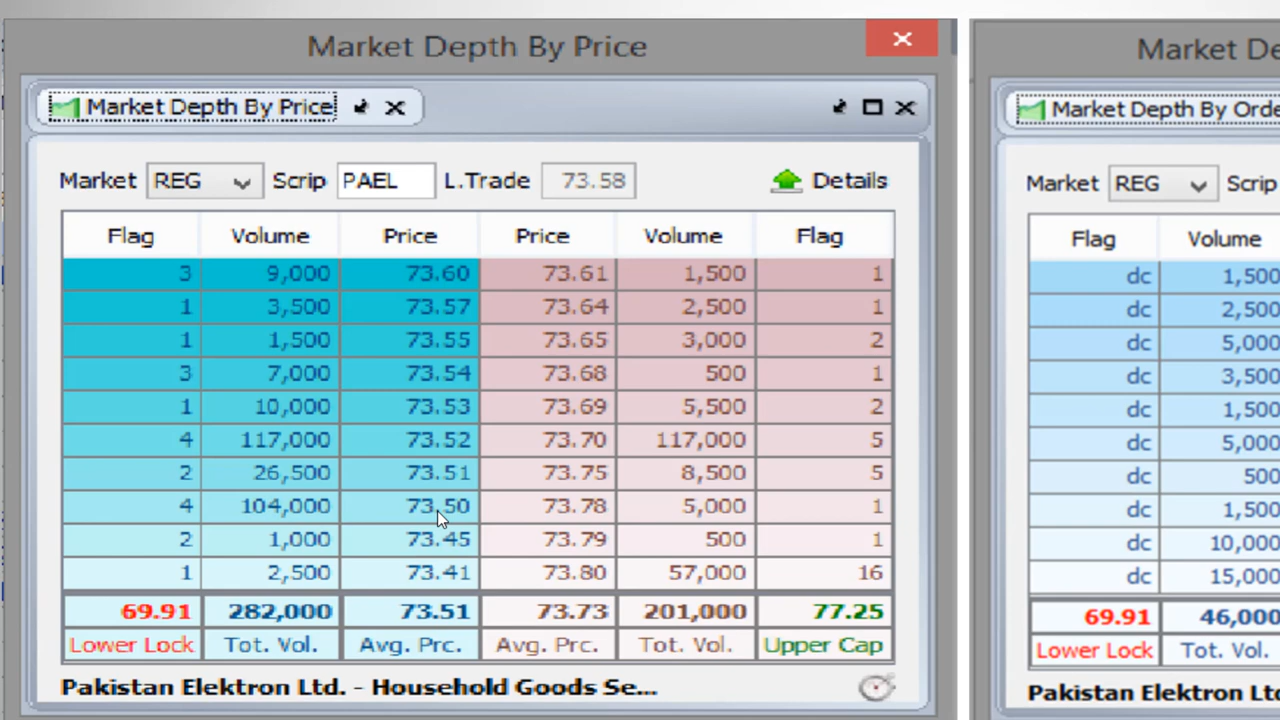 Market Depth By Price
Market Depth By Price
Market REG Scrip PAEL L.Trade 73.58 Details
Flag Volume Price Price Volume Flag
3 9,000 73.60 73.61 1,500 1
1 3,500 73.57 73.64 2,500 1
1 1,500 73.55 73.65 3,000 2
3 7,000 73.54 73.68 500 1
1 10,000 73.53 73.69 5,500 2
4 117,000 73.52 73.70 117,000 5
2 26,500 73.51 73.75 8,500 5
4 104,000 73.50 73.78 5,000 1
2 1,000 73.45 73.79 500 1
1 2,500 73.41 73.80 57,000 16
69.91 282,000 73.51 73.73 201,000 77.25
Lower Lock Tot. Vol. Avg. Prc. Avg. Prc. Tot. Vol. Upper Cap
Pakistan Elektron Ltd. - Household Goods Se...
Market De
Market Depth By Orde
Market REG Scrip
Flag Volume
dc 1,500
dc 2,500
dc 5,000
dc 3,500
dc 1,500
dc 5,000
dc 500
dc 1,500
dc 10,000
dc 15,000
69.91 46,000
Lower Lock Tot. Vol.
Pakistan Elektron Ltd